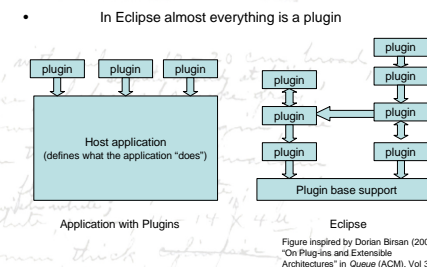 • In Eclipse almost everything is a plugin
plugin
plugin plugin plugin
plugin
plugin
plugin
plugin
Host application
(defines what the application “does”)
plugin
plugin
Plugin base support
Application with Plugins
Eclipse
Figure inspired by Dorian Birsan (200
“On Plug-ins and Extensible
Architectures” in Queue (ACM), Vol 3